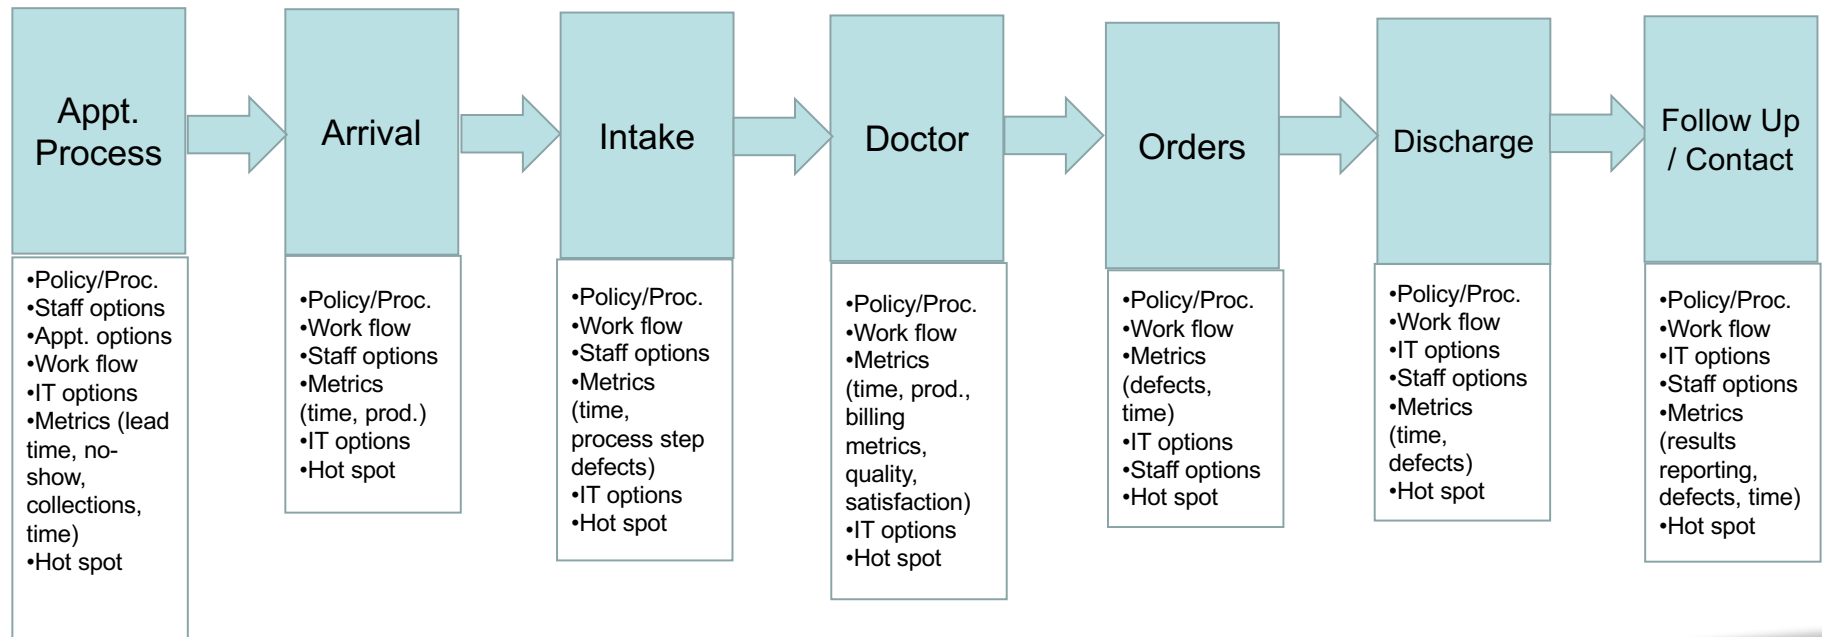 Appt.
Process
Arrival
Intake
Doctor
Orders
Discharge
Follow Up
/ Contact
•Policy/Proc.
•Staff options
•Appt. options
•Work flow
•IT options
•Metrics (lead
time, no-
show,
collections,
time)
•Hot spot
•Policy/Proc.
•Work flow
•Staff options
•Metrics
(time, prod.)
•IT options
•Hot spot
•Policy/Proc.
•Work flow
•Staff options
•Metrics
(time,
process step
defects)
•IT options
•Hot spot
•Policy/Proc.
•Work flow
•Metrics
(time, prod.,
billing
metrics,
quality,
satisfaction)
•IT options
•Hot spot
•Policy/Proc.
•Work flow
•Metrics
(defects,
time)
•IT options
•Staff options
•Hot spot
•Policy/Proc.
•Work flow
•IT options
•Staff options
•Metrics
(time,
defects)
•Hot spot
•Policy/Proc.
•Work flow
•IT options
•Staff options
•Metrics
(results
reporting,
defects, time)
•Hot spot